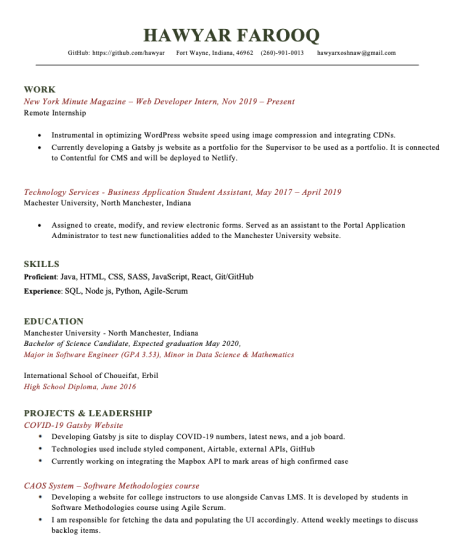 HAWYAR FAROOQ
GitHub: https://github.com/hawyar Fort Wayne, Indiana, 46962 (260)-901-0013 hawyarxoshnaw@gmail.com
WORK
New York Minute Magazine – Web Developer Intern, Nov 2019 – Present
Remote Internship
• Instrumental in optimizing WordPress website speed using image compression and integrating CDNs.
• Currently developing a Gatsby js website as a portfolio for the Supervisor to be used as a portfolio. It is connected
to Contentful for CMS and will be deployed to Netlify.
Technology Services - Business Application Student Assistant, May 2017 – April 2019
Machester University, North Manchester, Indiana
• Assigned to create, modify, and review electronic forms. Served as an assistant to the Portal Application
Administrator to test new functionalities added to the Manchester University website.
SKILLS
Proficient: Java, HTML, CSS, SASS, JavaScript, React, Git/GitHub
Experience: SQL, Node js, Python, Agile-Scrum
EDUCATION
Manchester University - North Manchester, Indiana
Bachelor of Science Candidate, Expected graduation May 2020,
Major in Software Engineer (GPA 3.53), Minor in Data Science & Mathematics
International School of Choueifat, Erbil
High School Diploma, June 2016
PROJECTS & LEADERSHIP
COVID-19 Gatsby Website
• Developing Gatsby js site to display COVID-19 numbers, latest news, and a job board.
• Technologies used include styled component, Airtable, external APIs, GitHub
• Currently working on integrating the Mapbox API to mark areas of high confirmed case
CAOS System – Software Methodologies course
• Developing a website for college instructors to use alongside Canvas LMS. It is developed by students in
Software Methodologies course using Agile Scrum.
• I am responsible for fetching the data and populating the UI accordingly. Attend weekly meetings to discuss
backlog items.